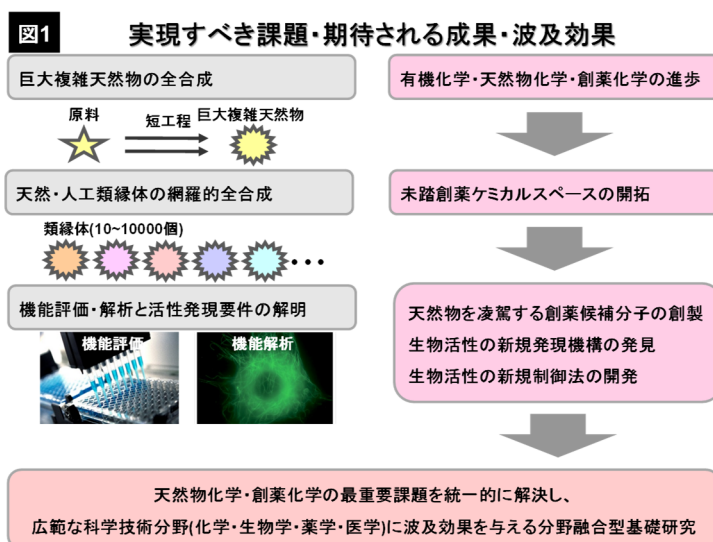 図1
実現すべき課題・期待される成果・波及効果
巨大複雑天然物の全合成
原料
短工程
巨大複雑天然物
天然・人工類縁体の網羅的全合成
類縁体(10~10000個)
・・・
機能評価・解析と活性発現要件の解明
機能評価
機能解析
有機化学・天然物化学・創薬化学の進歩
未踏創薬ケミカルスペースの開拓
天然物を凌駕する創薬候補分子の創製
生物活性の新規発現機構の発見
生物活性の新規制御法の開発
天然物化学・創薬化学の最重要課題を統一的に解決し、
広範な科学技術分野(化学・生物学・薬学・医学)に波及効果を与える分野融合型基礎研究